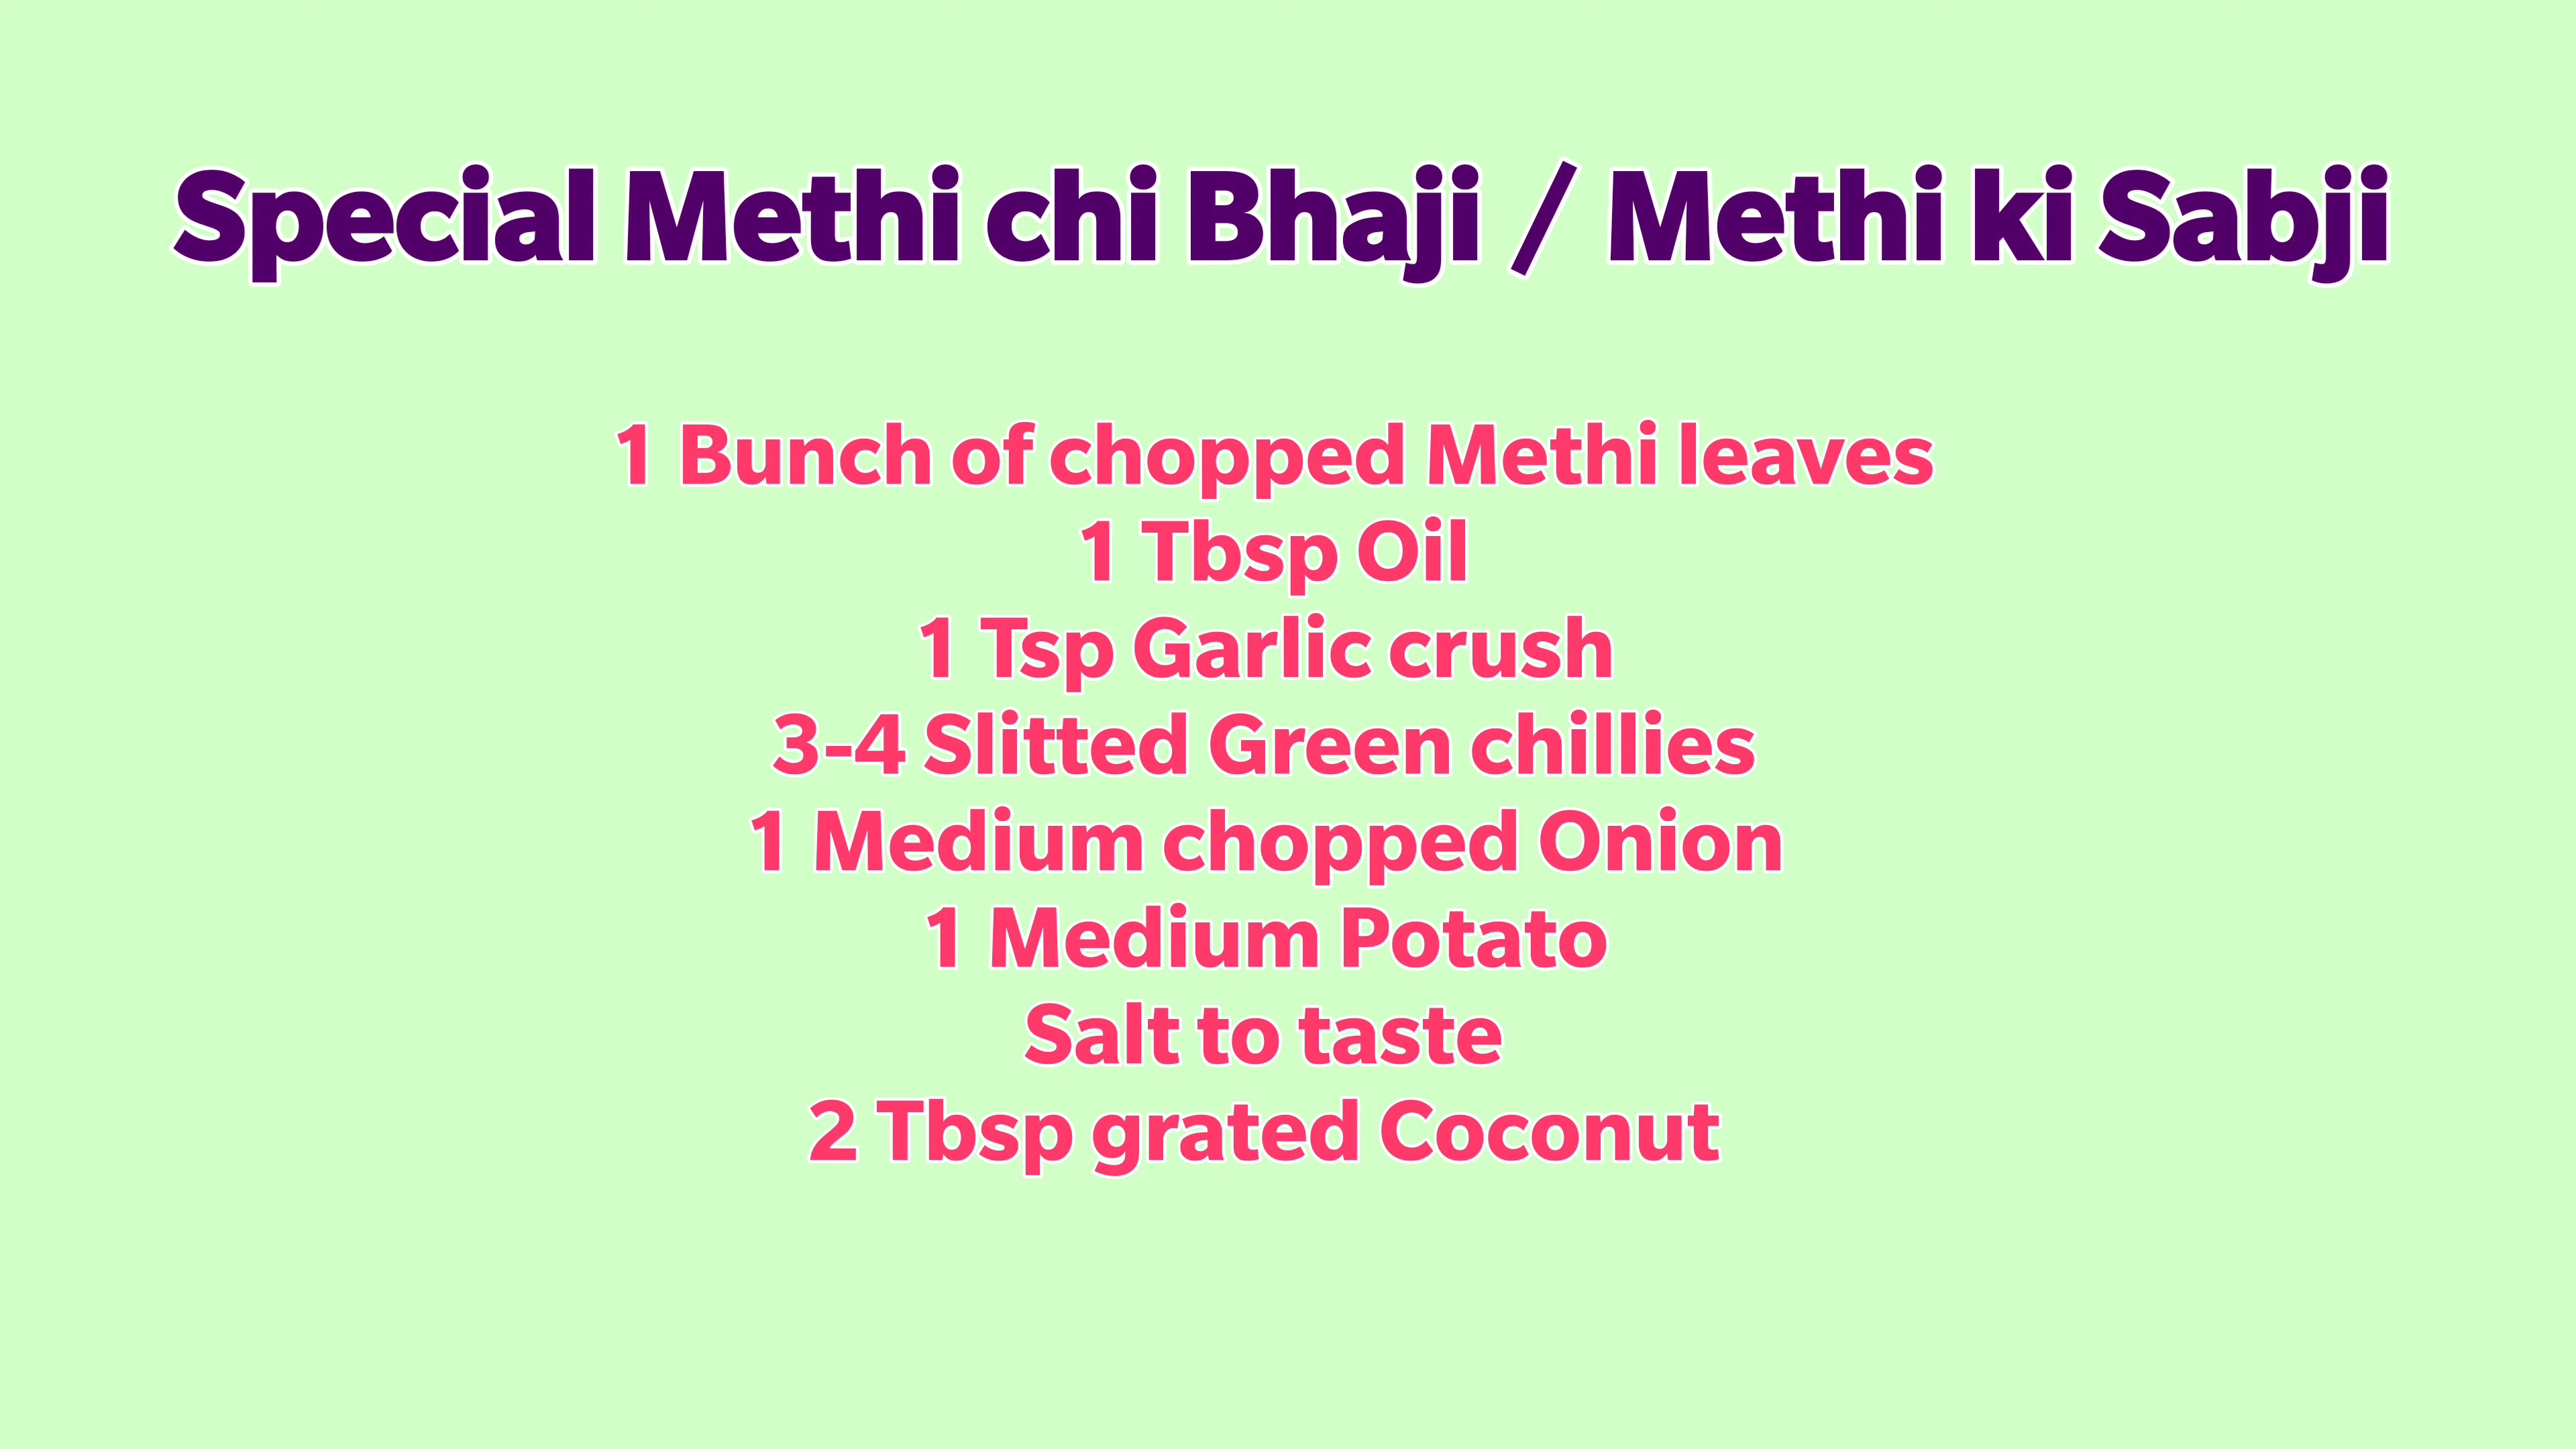 Special Methi chi Bhaji / Methi ki Sabji
1 Bunch of chopped Methi leaves
1 Tbsp Oil
1 Tsp Garlic crush
3-4 Slitted Green chillies
1 Medium chopped Onion
1 Medium Potato
Salt to taste
2 Tbsp grated Coconut